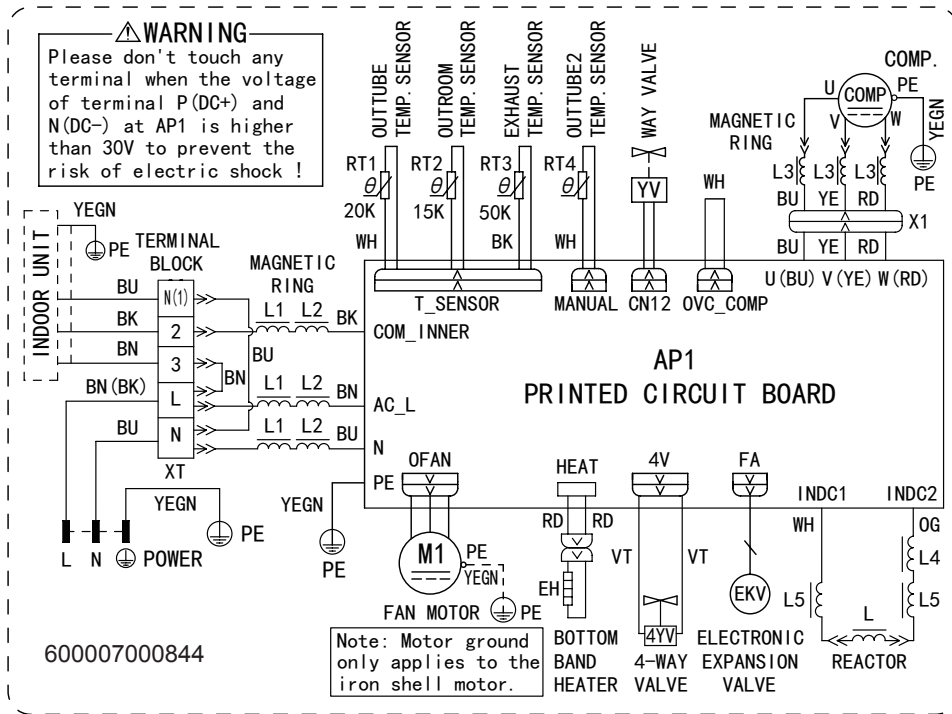 ⚠WARNING
Please don't touch any
terminal when the voltage
of terminal P(DC+) and
N(DC-) at AP1 is higher
than 30V to prevent the
risk of electric shock !
OUTTUBE
TEMP. SENSOR
OUTROOM
TEMP. SENSOR
EXHAUST
TEMP. SENSOR
OUTTUBE2
TEMP. SENSOR
WAY VALVE
COMP.
U COMP PE
V W
YEGN
MAGNETIC
RING
PE
RT1 RT2 RT3 RT4
θ θ θ θ
20K 15K 50K
YV
WH
L3 L3 L3
BU YE RD
X1
WH BK WH
BU YE RD
YEGN
PE
INDOOR UNIT
TERMINAL
BLOCK
MAGNETIC
RING
T_SENSOR MANUAL CN12 OVC_COMP
U(BU) V(YE) W(RD)
BU N(1)
BK 2 L1 L2 BK COM_INNER
BU
BN 3
BN
BN(BK) L L1 L2 BN AC_L
BU N L1 L2 BU N
XT
AP1
PRINTED CIRCUIT BOARD
PE OFAN HEAT 4V FA INDC1 INDC2
YEGN
PE
YEGN
PE
L N POWER
M1 PE
YEGN
FAN MOTOR PE
RD RD
EH
VT VT
4YV
EKV
WH OG
L4
L5 L5
L
BOTTOM
BAND
HEATER
4-WAY
VALVE
ELECTRONIC
EXPANSION
VALVE
REACTOR
600007000844
Note: Motor ground
only applies to the
iron shell motor.